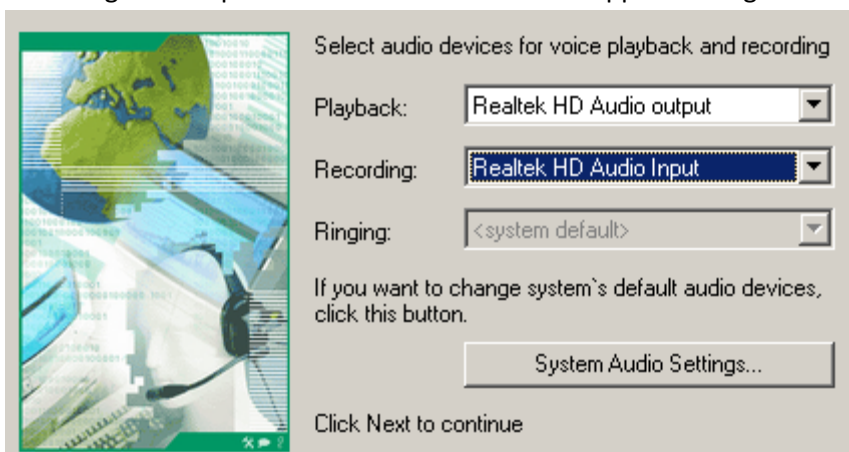 Select audio devices for voice playback and recording
Playback:
Realtek HD Audio output
Recording:
Realtek HD Audio Input
Ringing:
<system default>
If you want to change system`s default audio devices,
click this button.
System Audio Settings...
Click Next to continue